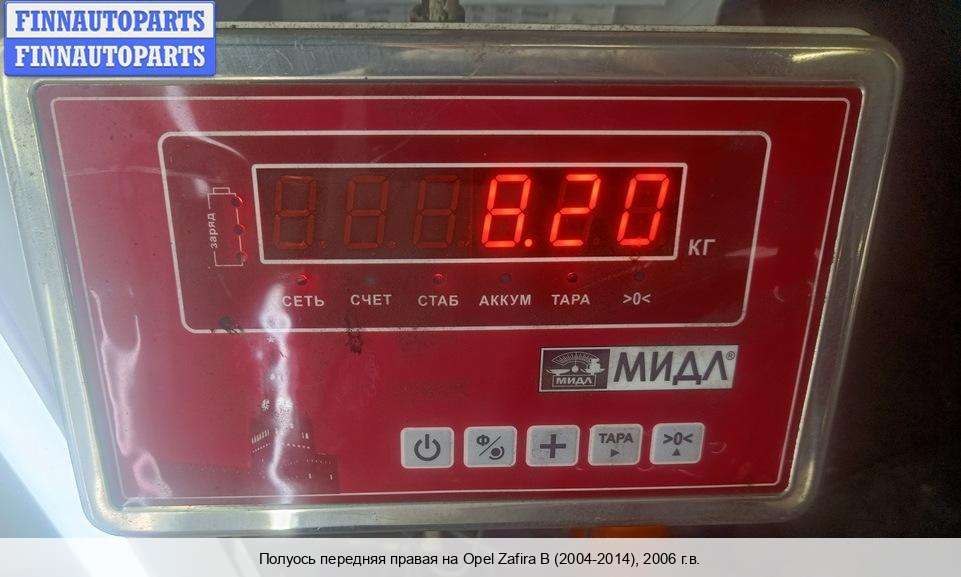 FINNAUTOPARTS
FINNAUTOPARTS
заряд
8.20
КГ
СЕТЬ СЧЕТ СТАБ АККУМ ТАРА >0<
МИДЛ МИДЛ®
Ф ТАРА >0<
Полуось передняя правая на Opel Zafira B (2004-2014), 2006 г.в.